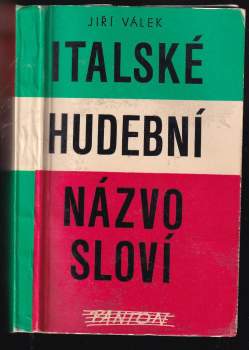 JIŘÍ VÁLEK
ITALSKÉ
HUDEBNÍ
NÁZVO
SLOVÍ
PANTON